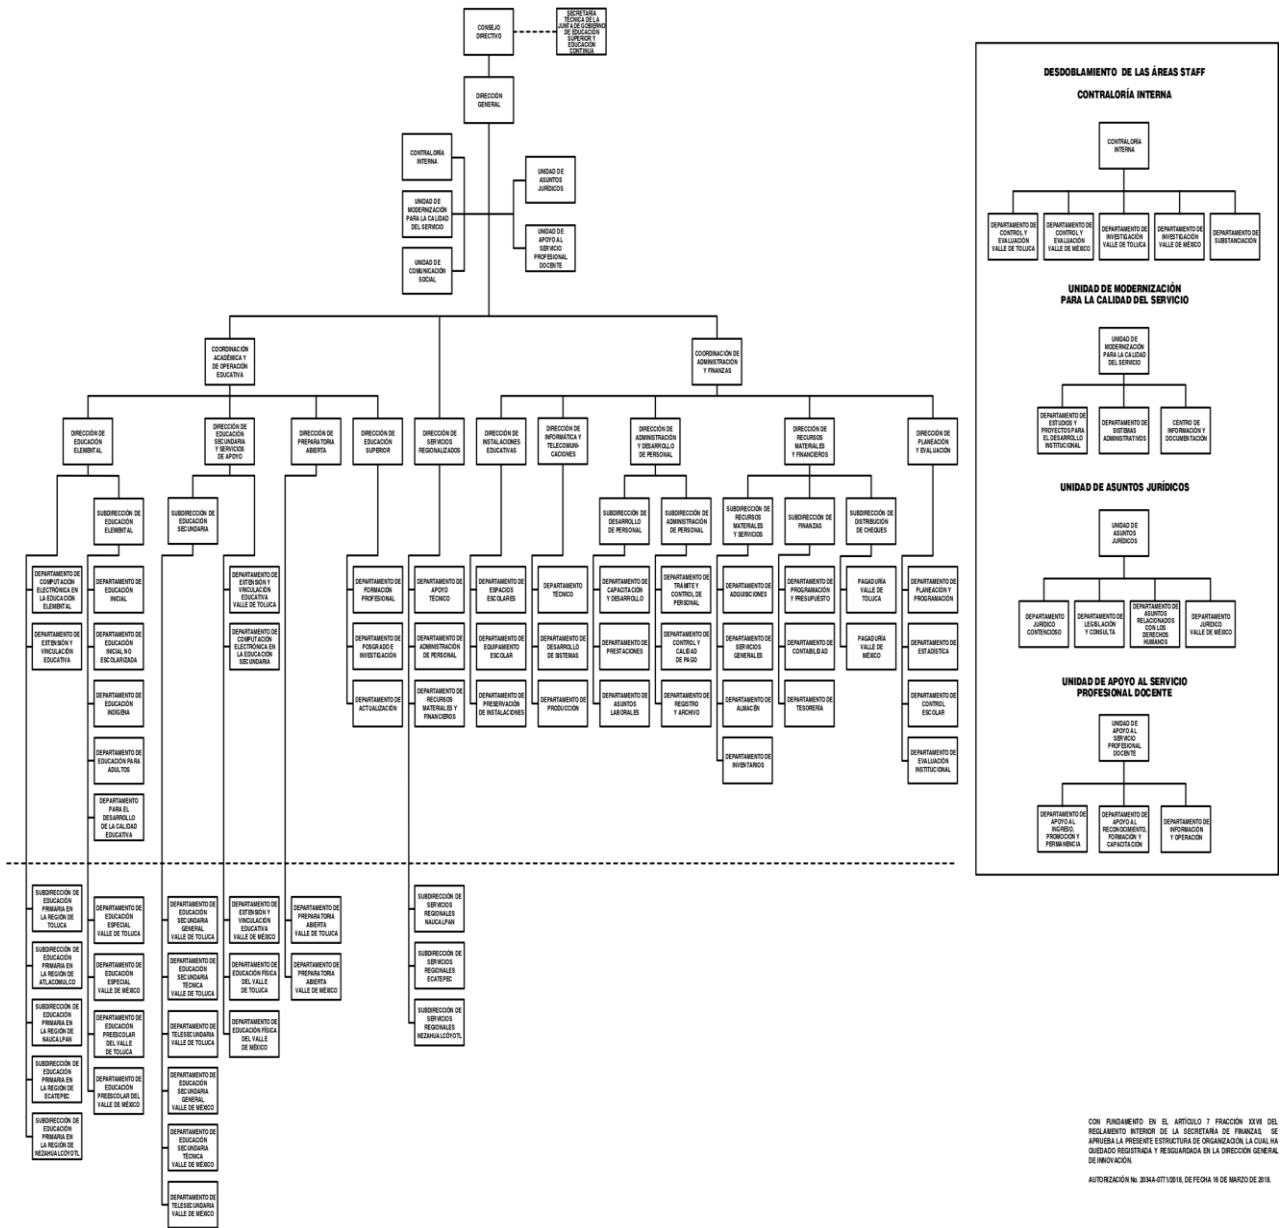 CONSEJO
DIRECTIVO
SECRETARIA
TÉCNICA DE LA
JUNTA DE GOBIERNO
DE EDUCACIÓN
SUPERIOR Y
EDUCACIÓN
CONTINUA
DIRECCIÓN
GENERAL
CONTRALORÍA
INTERNA
UNIDAD DE
ASUNTOS
JURÍDICOS
UNIDAD DE
MODERNIZACIÓN
PARA LA CALIDAD
DEL SERVICIO
UNIDAD DE
APOYO AL
SERVICIO
PROFESIONAL
DOCENTE
UNIDAD DE
COMUNICACIÓN
SOCIAL
COORDINACIÓN
ACADÉMICA Y
DE OPERACIÓN
EDUCATIVA
COORDINACIÓN DE
ADMINISTRACIÓN
Y FINANZAS
DIRECCIÓN DE
EDUCACIÓN
ELEMENTAL
DIRECCIÓN DE
EDUCACIÓN
SECUNDARIA
Y SERVICIOS
DE APOYO
DIRECCIÓN DE
PREPARATORIA
ABIERTA
DIRECCIÓN DE
EDUCACIÓN
SUPERIOR
DIRECCIÓN DE
SERVICIOS
REGIONALIZADOS
DIRECCIÓN DE
INSTALACIONES
EDUCATIVAS
DIRECCIÓN DE
INFORMÁTICA Y
TELECOMUNI-
CACIONES
DIRECCIÓN DE
ADMINISTRACIÓN
Y DESARROLLO
DE PERSONAL
DIRECCIÓN DE
RECURSOS
MATERIALES
Y FINANCIEROS
DIRECCIÓN DE
PLANEACIÓN
Y EVALUACIÓN
SUBDIRECCIÓN DE
EDUCACIÓN
ELEMENTAL
SUBDIRECCIÓN DE
EDUCACIÓN
SECUNDARIA
SUBDIRECCIÓN DE
DESARROLLO
DE PERSONAL
SUBDIRECCIÓN DE
ADMINISTRACIÓN
DE PERSONAL
SUBDIRECCIÓN DE
RECURSOS
MATERIALES
Y SERVICIOS
SUBDIRECCIÓN DE
FINANZAS
SUBDIRECCIÓN DE
DISTRIBUCIÓN
DE CHEQUES
DEPARTAMENTO DE
COMPUTACIÓN
ELECTRÓNICA EN
LA EDUCACIÓN
ELEMENTAL
DEPARTAMENTO DE
EDUCACIÓN
INICIAL
DEPARTAMENTO DE
EXTENSIÓN Y
VINCULACIÓN
EDUCATIVA
VALLE DE TOLUCA
DEPARTAMENTO DE
FORMACIÓN
PROFESIONAL
DEPARTAMENTO DE
APOYO
TÉCNICO
DEPARTAMENTO DE
ESPACIOS
ESCOLARES
DEPARTAMENTO
TÉCNICO
DEPARTAMENTO DE
CAPACITACIÓN
Y DESARROLLO
DEPARTAMENTO DE
TRÁMITE Y
CONTROL DE
PERSONAL
DEPARTAMENTO DE
ADQUISICIONES
DEPARTAMENTO DE
PROGRAMACIÓN
Y PRESUPUESTO
PAGADURÍA
VALLE DE
TOLUCA
DEPARTAMENTO DE
PLANEACIÓN Y
PROGRAMACIÓN
DEPARTAMENTO DE
EXTENSIÓN Y
VINCULACIÓN
EDUCATIVA
DEPARTAMENTO DE
EDUCACIÓN
INICIAL NO
ESCOLARIZADA
DEPARTAMENTO DE
COMPUTACIÓN
ELECTRÓNICA EN
LA EDUCACIÓN
SECUNDARIA
DEPARTAMENTO DE
POSGRADO E
INVESTIGACIÓN
DEPARTAMENTO DE
ADMINISTRACIÓN
DE PERSONAL
DEPARTAMENTO DE
EQUIPAMIENTO
ESCOLAR
DEPARTAMENTO DE
DESARROLLO
DE SISTEMAS
DEPARTAMENTO DE
PRESTACIONES
DEPARTAMENTO DE
CONTROL Y
CALIDAD
DE PAGO
DEPARTAMENTO DE
SERVICIOS
GENERALES
DEPARTAMENTO DE
CONTABILIDAD
PAGADURÍA
VALLE DE
MÉXICO
DEPARTAMENTO DE
ESTADÍSTICA
DEPARTAMENTO DE
EDUCACIÓN
INDÍGENA
DEPARTAMENTO DE
ACTUALIZACIÓN
DEPARTAMENTO DE
RECURSOS
MATERIALES Y
FINANCIEROS
DEPARTAMENTO DE
PRESERVACIÓN
DE INSTALACIONES
DEPARTAMENTO DE
PRODUCCIÓN
DEPARTAMENTO DE
ASUNTOS
LABORALES
DEPARTAMENTO DE
REGISTRO
Y ARCHIVO
DEPARTAMENTO DE
ALMACÉN
DEPARTAMENTO DE
TESORERÍA
DEPARTAMENTO DE
CONTROL
ESCOLAR
DEPARTAMENTO DE
EDUCACIÓN PARA
ADULTOS
DEPARTAMENTO DE
INVENTARIOS
DEPARTAMENTO DE
EVALUACIÓN
INSTITUCIONAL
DEPARTAMENTO
PARA EL
DESARROLLO
DE LA CALIDAD
EDUCATIVA
SUBDIRECCIÓN DE
EDUCACIÓN
PRIMARIA EN
LA REGIÓN DE
TOLUCA
DEPARTAMENTO DE
EDUCACIÓN
ESPECIAL
VALLE DE TOLUCA
DEPARTAMENTO DE
EDUCACIÓN
SECUNDARIA
GENERAL
VALLE DE TOLUCA
DEPARTAMENTO DE
EXTENSIÓN Y
VINCULACIÓN
EDUCATIVA
VALLE DE MÉXICO
DEPARTAMENTO DE
PREPARATORIA
ABIERTA
VALLE DE TOLUCA
SUBDIRECCIÓN DE
SERVICIOS
REGIONALES
NAUCALPAN
SUBDIRECCIÓN DE
EDUCACIÓN
PRIMARIA EN
LA REGIÓN DE
ATLACOMULCO
DEPARTAMENTO DE
EDUCACIÓN
ESPECIAL
VALLE DE MÉXICO
DEPARTAMENTO DE
EDUCACIÓN
SECUNDARIA
TÉCNICA
VALLE DE TOLUCA
DEPARTAMENTO DE
EDUCACIÓN FÍSICA
DEL VALLE
DE TOLUCA
DEPARTAMENTO DE
PREPARATORIA
ABIERTA
VALLE DE MÉXICO
SUBDIRECCIÓN DE
SERVICIOS
REGIONALES
ECATEPEC
SUBDIRECCIÓN DE
EDUCACIÓN
PRIMARIA EN
LA REGIÓN DE
NAUCALPAN
DEPARTAMENTO DE
EDUCACIÓN
PREESCOLAR
DEL VALLE
DE TOLUCA
DEPARTAMENTO DE
TELESECUNDARIA
VALLE DE TOLUCA
DEPARTAMENTO DE
EDUCACIÓN FÍSICA
DEL VALLE
DE MÉXICO
SUBDIRECCIÓN DE
SERVICIOS
REGIONALES
NEZAHUALCÓYOTL
SUBDIRECCIÓN DE
EDUCACIÓN
PRIMARIA EN
LA REGIÓN DE
ECATEPEC
DEPARTAMENTO DE
EDUCACIÓN
PREESCOLAR DEL
VALLE DE MÉXICO
DEPARTAMENTO DE
EDUCACIÓN
SECUNDARIA
GENERAL
VALLE DE MÉXICO
SUBDIRECCIÓN DE
EDUCACIÓN
PRIMARIA EN
LA REGIÓN DE
NEZAHUALCÓYOTL
DEPARTAMENTO DE
EDUCACIÓN
SECUNDARIA
TÉCNICA
VALLE DE MÉXICO
DEPARTAMENTO DE
TELESECUNDARIA
VALLE DE MÉXICO
DESDOBLAMIENTO DE LAS ÁREAS STAFF
CONTRALORÍA INTERNA
CONTRALORÍA
INTERNA
DEPARTAMENTO DE
CONTROL Y
EVALUACIÓN
VALLE DE TOLUCA
DEPARTAMENTO DE
CONTROL Y
EVALUACIÓN
VALLE DE MÉXICO
DEPARTAMENTO DE
INVESTIGACIÓN
VALLE DE TOLUCA
DEPARTAMENTO DE
INVESTIGACIÓN
VALLE DE MÉXICO
DEPARTAMENTO DE
SUBSTANCIACIÓN
UNIDAD DE MODERNIZACIÓN
PARA LA CALIDAD DEL SERVICIO
UNIDAD DE
MODERNIZACIÓN
PARA LA CALIDAD
DEL SERVICIO
DEPARTAMENTO DE
ESTUDIOS Y
PROYECTOS PARA
EL DESARROLLO
INSTITUCIONAL
DEPARTAMENTO DE
SISTEMAS
ADMINISTRATIVOS
CENTRO DE
INFORMACIÓN Y
DOCUMENTACIÓN
UNIDAD DE ASUNTOS JURÍDICOS
UNIDAD DE
ASUNTOS
JURÍDICOS
DEPARTAMENTO
JURÍDICO
CONTENCIOSO
DEPARTAMENTO DE
LEGISLACIÓN
Y CONSULTA
DEPARTAMENTO DE
ASUNTOS
RELACIONADOS
CON LOS
DERECHOS
HUMANOS
DEPARTAMENTO
JURÍDICO
VALLE DE MÉXICO
UNIDAD DE APOYO AL SERVICIO
PROFESIONAL DOCENTE
UNIDAD DE
APOYO AL
SERVICIO
PROFESIONAL
DOCENTE
DEPARTAMENTO DE
APOYO AL
INGRESO,
PROMOCIÓN Y
PERMANENCIA
DEPARTAMENTO DE
APOYO AL
RECONOCIMIENTO,
FORMACIÓN Y
CAPACITACIÓN
DEPARTAMENTO DE
INFORMACIÓN
Y OPERACIÓN
CON FUNDAMENTO EN EL ARTÍCULO 7 FRACCIÓN XXVII DEL
REGLAMENTO INTERIOR DE LA SECRETARÍA DE FINANZAS, SE
APRUEBA LA PRESENTE ESTRUCTURA DE ORGANIZACIÓN, LA CUAL HA
QUEDADO REGISTRADA Y RESGUARDADA EN LA DIRECCIÓN GENERAL
DE INNOVACIÓN.
AUTORIZACIÓN No. 2034A-0771/2018, DE FECHA 16 DE MARZO DE 2018.